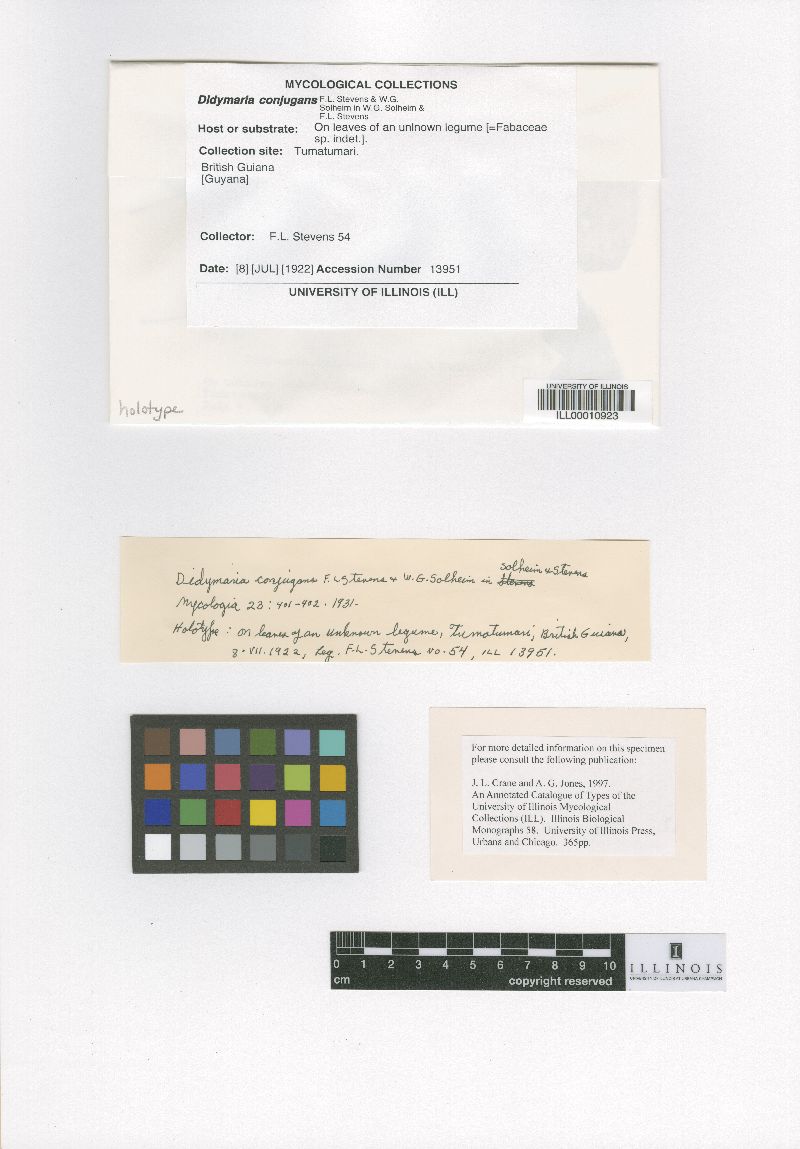 MYCOLOGICAL COLLECTIONS
Didymaria conjugans F.L. Stevens & W.G.
Solheim in W.G. Solheim &
F.L. Stevens
Host or substrate: On leaves of an uninown legume [=Fabaceae
sp. indet.].
Collection site: Tumatumari.
British Guiana
[Guyana]
Collector: F.L. Stevens 54
Date: [8] [JUL] [1922] Accession Number 13951
UNIVERSITY OF ILLINOIS (ILL)
holotype
UNIVERSITY OF ILLINOIS
ILL00010923
Solheim & Stevens
Didymaria conjugans F. L Stevens & W. G. Solheim in Stevens
Mycologia 23: 401-402. 1931-
Holotype: on leaves of an unknown legume, Tumatumari, British Guiana,
8. VII. 1922, Leg. F. L. Stevens no. 54, ILL 13951.
For more detailed information on this specimen
please consult the following publication:
J. L. Crane and A. G. Jones, 1997.
An Annotated Catalogue of Types of the
University of Illinois Mycological
Collections (ILL). Illinois Biological
Monographs 58. University of Illinois Press,
Urbana and Chicago. 365pp.
0 1 2 3 4 5 6 7 8 9 10
cm copyright reserved
I
ILLINOIS
UNIVERSITY OF ILLINOIS AT URBANA-CHAMPAIGN